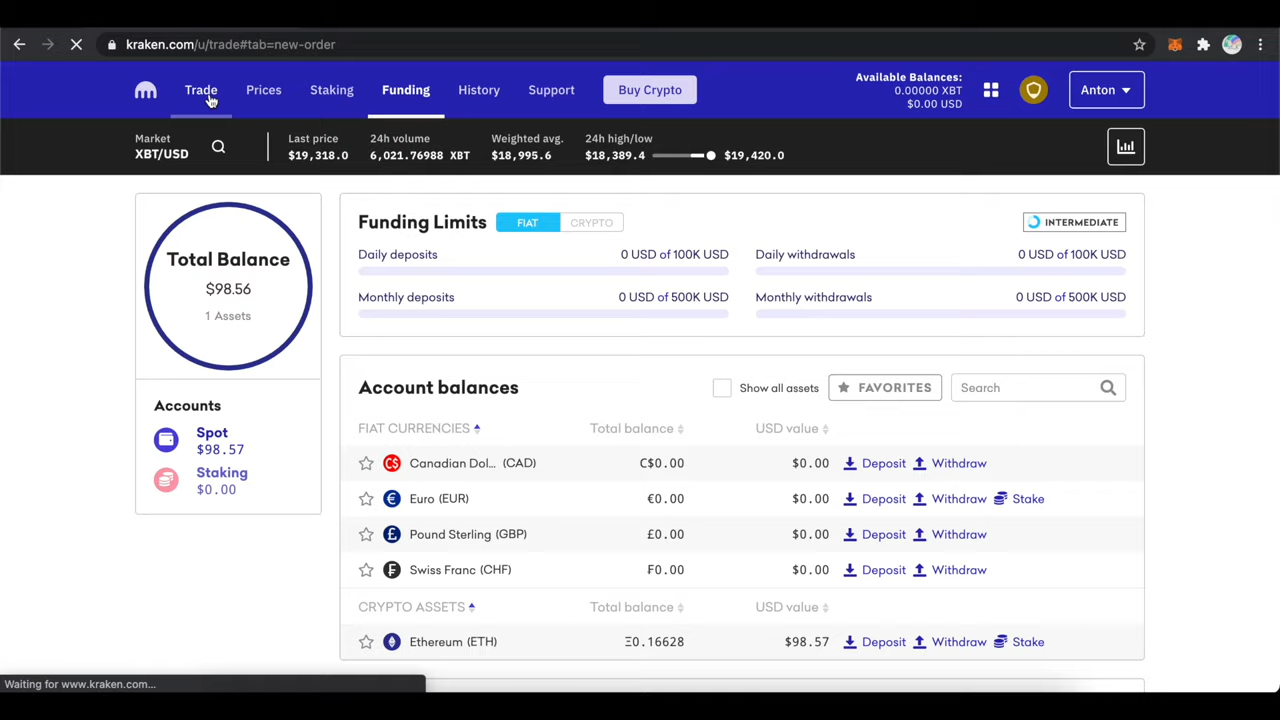 kraken.com/u/trade#tab=new-order
Trade Prices Staking Funding History Support Buy Crypto
Available Balances:
0.00000 XBT
$0.00 USD
Anton
Market
XBT/USD
Last price
$19,318.0
24h volume
6,021.76988 XBT
Weighted avg.
$18,995.6
24h high/low
$18,389.4 $19,420.0
Total Balance
$98.56
1 Assets
Accounts
Spot
$98.57
Staking
$0.00
Funding Limits FIAT CRYPTO INTERMEDIATE
Daily deposits 0 USD of 100K USD Daily withdrawals 0 USD of 100K USD
Monthly deposits 0 USD of 500K USD Monthly withdrawals 0 USD of 500K USD
Account balances Show all assets FAVORITES Search
FIAT CURRENCIES Total balance USD value
C$ Canadian Dol... (CAD) C$0.00 $0.00 Deposit Withdraw
€ Euro (EUR) €0.00 $0.00 Deposit Withdraw Stake
£ Pound Sterling (GBP) £0.00 $0.00 Deposit Withdraw
₣ Swiss Franc (CHF) ₣0.00 $0.00 Deposit Withdraw
CRYPTO ASSETS Total balance USD value
Ethereum (ETH) Ξ0.16628 $98.57 Deposit Withdraw Stake
Waiting for www.kraken.com...